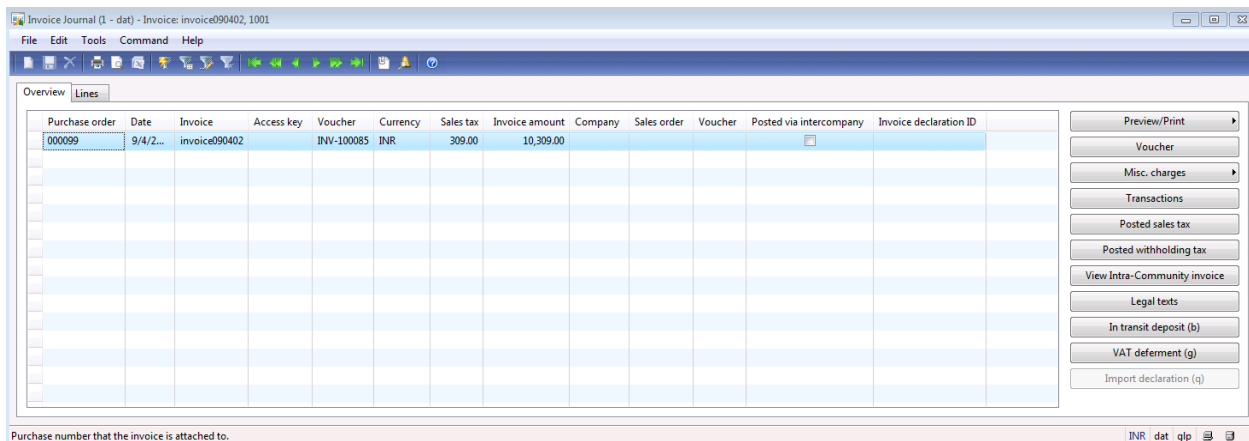 Invoice Journal (1 - dat) - Invoice: invoice090402, 1001
File Edit Tools Command Help
Overview Lines
Purchase order Date Invoice Access key Voucher Currency Sales tax Invoice amount Company Sales order Voucher Posted via intercompany Invoice declaration ID
000099 9/4/2... invoice090402 INV-100085 INR 309.00 10,309.00
Preview/Print
Voucher
Misc. charges
Transactions
Posted sales tax
Posted withholding tax
View Intra-Community invoice
Legal texts
In transit deposit (b)
VAT deferment (g)
Import declaration (q)
Purchase number that the invoice is attached to. INR dat glp